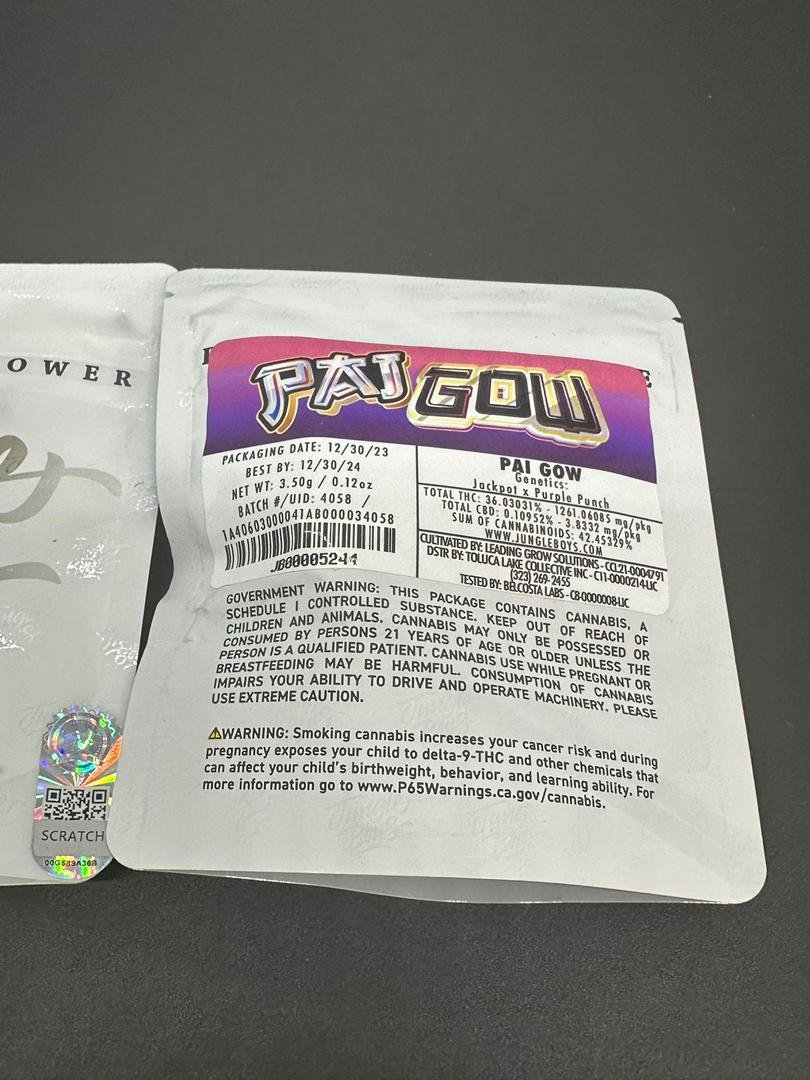 OWER
E
PAI GOW
PACKAGING DATE: 12/30/23
BEST BY: 12/30/24
NET WT: 3.50g / 0.12oz
BATCH #/UID: 4058 /
1A40603000041AB000034058
JB00005244
PAI GOW
Genetics:
Jackpot x Purple Punch
TOTAL THC: 36.03031% - 1261.06085 mg/pkg
TOTAL CBD: 0.10952% - 3.8332 mg/pkg
SUM OF CANNABINOIDS: 42.45329%
WWW.JUNGLEBOYS.COM
CULTIVATED BY: LEADING GROW SOLUTIONS - CCL21-0004791
DSTR BY: TOLUCA LAKE COLLECTIVE INC - C11-0000214-LIC
(323) 269-2455
TESTED BY: BELCOSTA LABS - C8-0000008-LIC
GOVERNMENT WARNING: THIS PACKAGE CONTAINS CANNABIS, A
SCHEDULE I CONTROLLED SUBSTANCE. KEEP OUT OF REACH OF
CHILDREN AND ANIMALS. CANNABIS MAY ONLY BE POSSESSED OR
CONSUMED BY PERSONS 21 YEARS OF AGE OR OLDER UNLESS THE
PERSON IS A QUALIFIED PATIENT. CANNABIS USE WHILE PREGNANT OR
BREASTFEEDING MAY BE HARMFUL. CONSUMPTION OF CANNABIS
IMPAIRS YOUR ABILITY TO DRIVE AND OPERATE MACHINERY. PLEASE
USE EXTREME CAUTION.
⚠WARNING: Smoking cannabis increases your cancer risk and during
pregnancy exposes your child to delta-9-THC and other chemicals that
can affect your child's birthweight, behavior, and learning ability. For
more information go to www.P65Warnings.ca.gov/cannabis.
SCRATCH